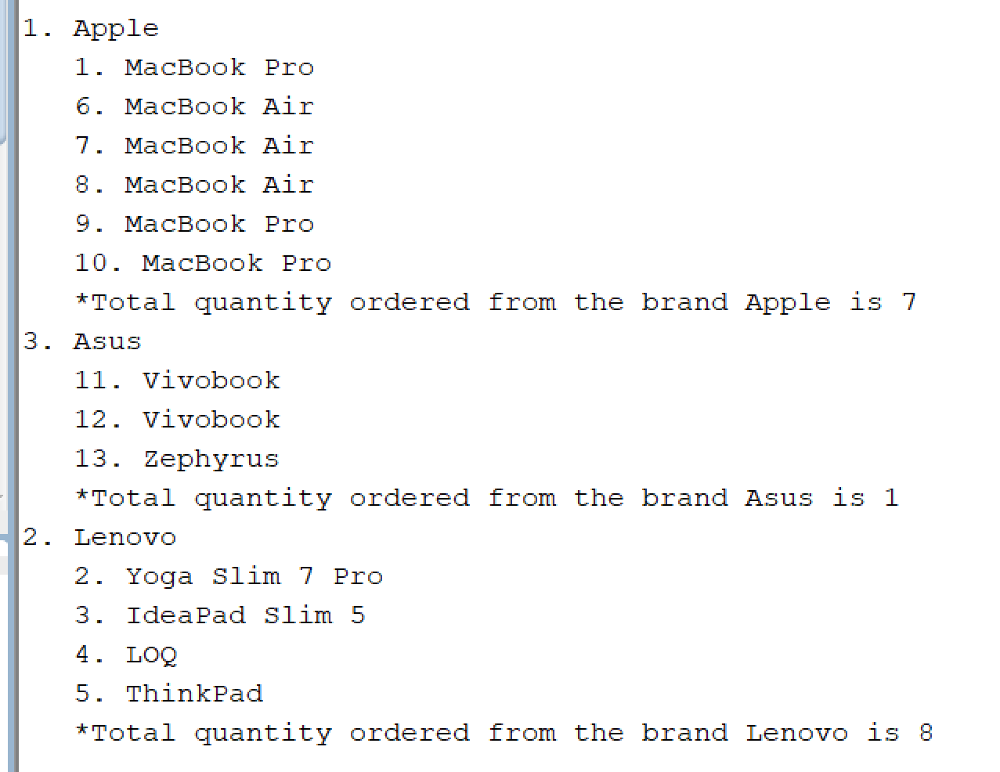 1. Apple
1. MacBook Pro
6. MacBook Air
7. MacBook Air
8. MacBook Air
9. MacBook Pro
10. MacBook Pro
*Total quantity ordered from the brand Apple is 7
3. Asus
11. Vivobook
12. Vivobook
13. Zephyrus
*Total quantity ordered from the brand Asus is 1
2. Lenovo
2. Yoga Slim 7 Pro
3. IdeaPad Slim 5
4. LOQ
5. ThinkPad
*Total quantity ordered from the brand Lenovo is 8